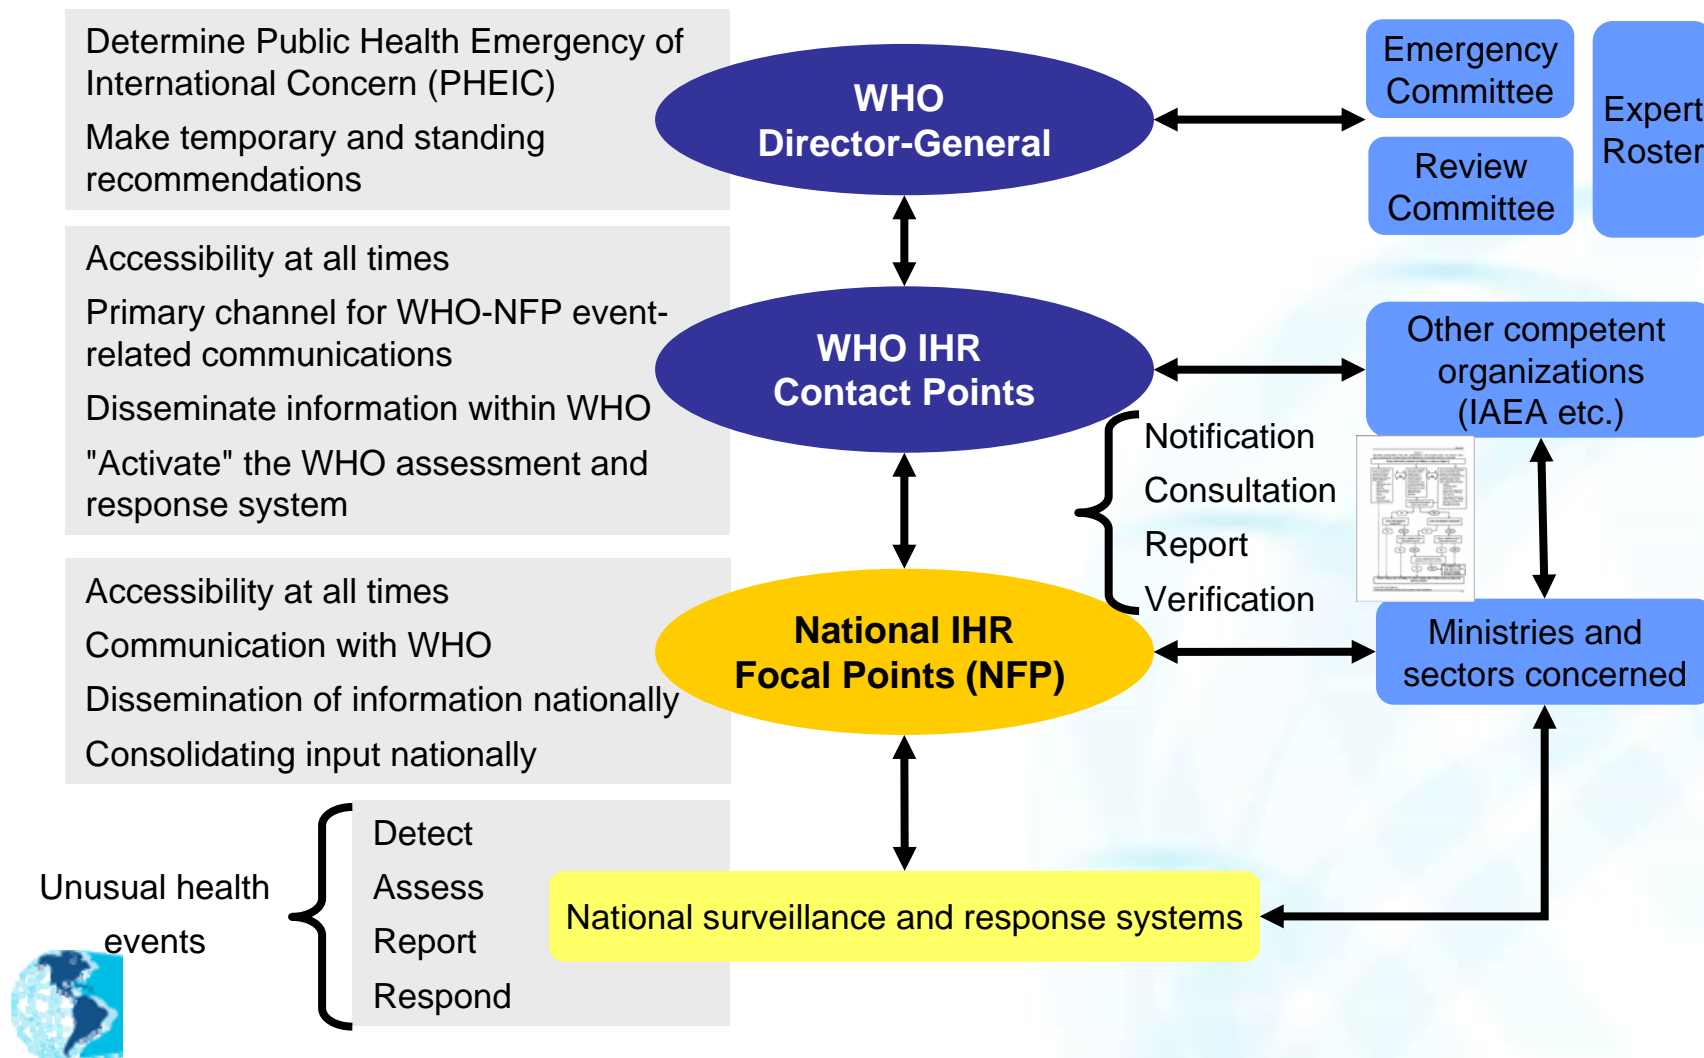 Determine Public Health Emergency of
International Concern (PHEIC)
Make temporary and standing
recommendations
WHO
Director-General
Emergency
Committee
Review
Committee
Expert
Roster
Accessibility at all times
Primary channel for WHO-NFP event-
related communications
Disseminate information within WHO
"Activate" the WHO assessment and
response system
WHO IHR
Contact Points
Other competent
organizations
(IAEA etc.)
Notification
Consultation
Report
Verification
Accessibility at all times
Communication with WHO
Dissemination of information nationally
Consolidating input nationally
National IHR
Focal Points (NFP)
Ministries and
sectors concerned
Unusual health
events
Detect
Assess
Report
Respond
National surveillance and response systems